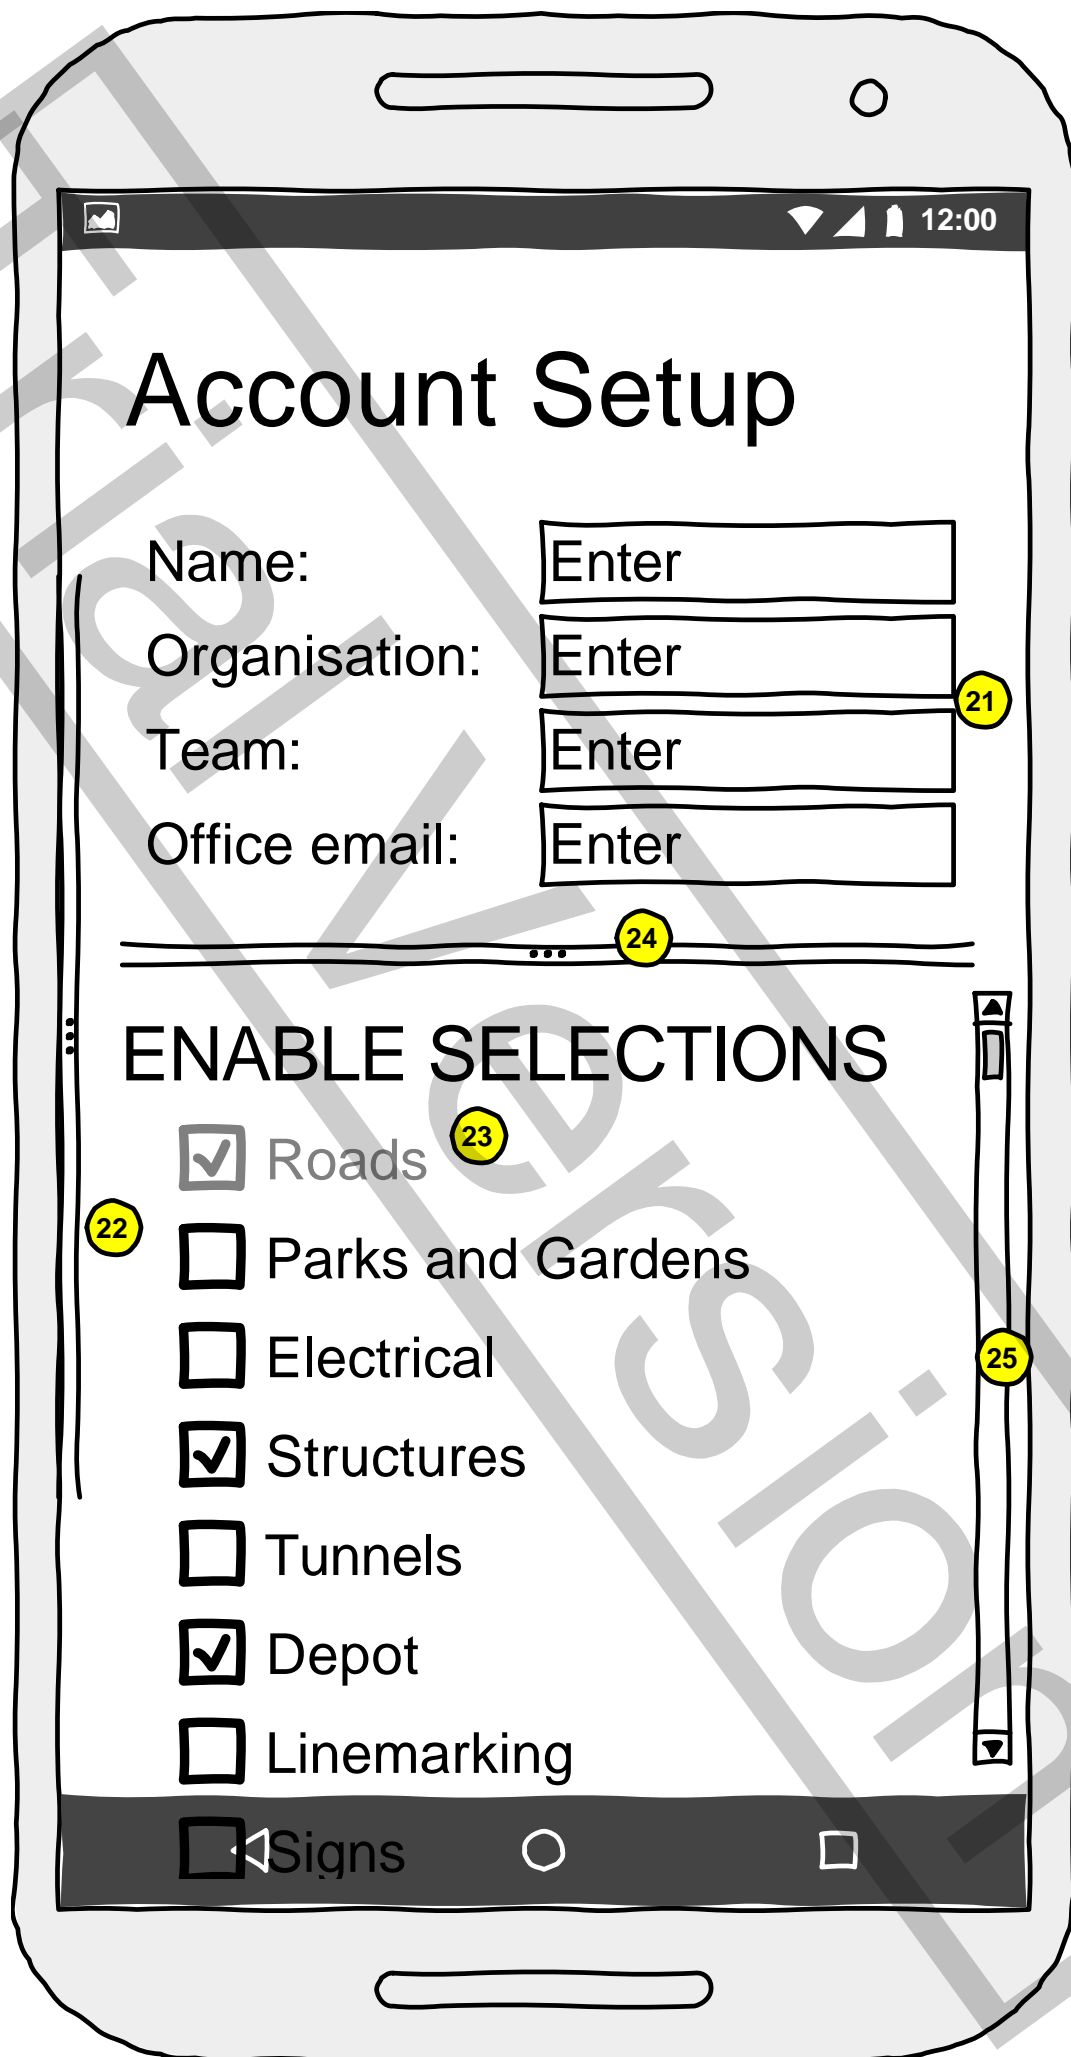 12:00
Account Setup
Name: Enter
Organisation: Enter
21
Team: Enter
Office email: Enter
24
ENABLE SELECTIONS
Roads 23
22
Parks and Gardens
Electrical
25
Structures
Tunnels
Depot
Linemarking
Signs
Trial Version